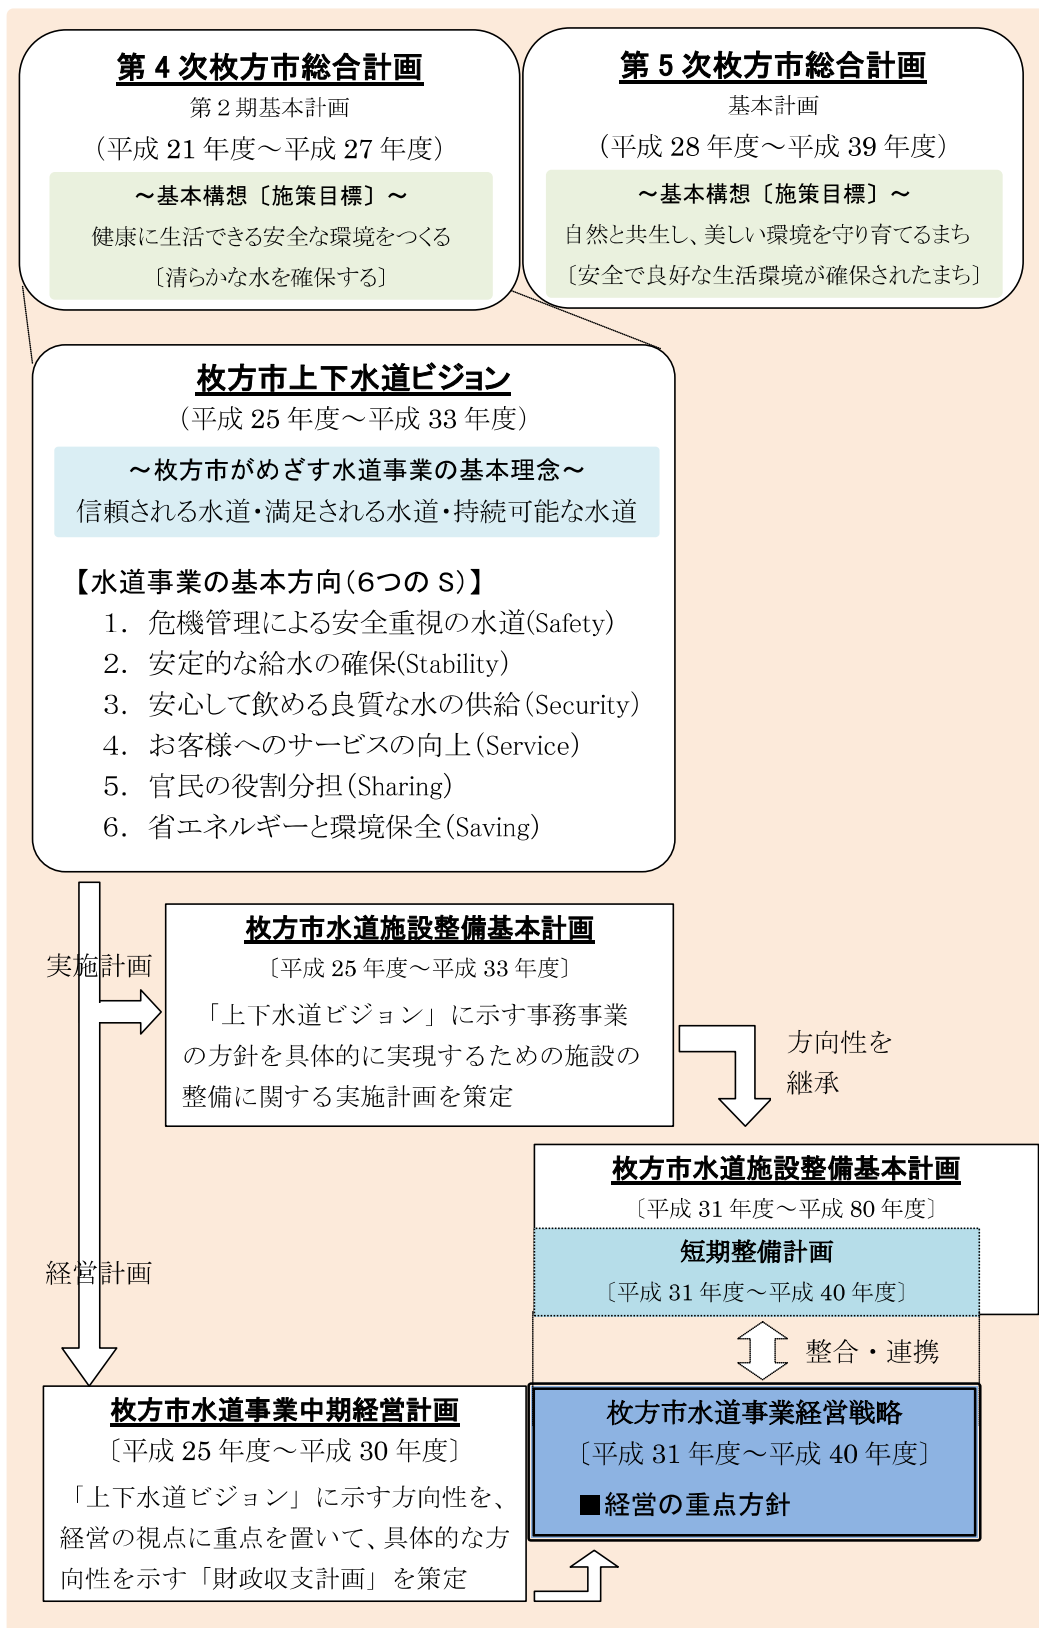 第４次枚方市総合計画
第２期基本計画
（平成 21 年度～平成 27 年度）
～基本構想〔施策目標〕～
健康に生活できる安全な環境をつくる
〔清らかな水を確保する〕
第 5 次枚方市総合計画
基本計画
（平成 28 年度～平成 39 年度）
～基本構想〔施策目標〕～
自然と共生し、美しい環境を守り育てるまち
〔安全で良好な生活環境が確保されたまち〕
枚方市上下水道ビジョン
（平成 25 年度～平成 33 年度）
～枚方市がめざす水道事業の基本理念～
信頼される水道・満足される水道・持続可能な水道
【水道事業の基本方向（６つの S）】
１．危機管理による安全重視の水道(Safety)
２．安定的な給水の確保(Stability)
３．安心して飲める良質な水の供給（Security）
４．お客様へのサービスの向上（Service）
５．官民の役割分担（Sharing）
６．省エネルギーと環境保全（Saving）
実施計画
枚方市水道施設整備基本計画
〔平成 25 年度～平成 33 年度〕
「上下水道ビジョン」に示す事務事業
の方針を具体的に実現するための施設の
整備に関する実施計画を策定
方向性を
継承
枚方市水道施設整備基本計画
〔平成 31 年度～平成 80 年度〕
短期整備計画
〔平成 31 年度～平成 40 年度〕
経営計画
整合・連携
枚方市水道事業中期経営計画
〔平成 25 年度～平成 30 年度〕
「上下水道ビジョン」に示す方向性を、
経営の視点に重点を置いて、具体的な方
向性を示す「財政収支計画」を策定
枚方市水道事業経営戦略
〔平成 31 年度～平成 40 年度〕
■経営の重点方針